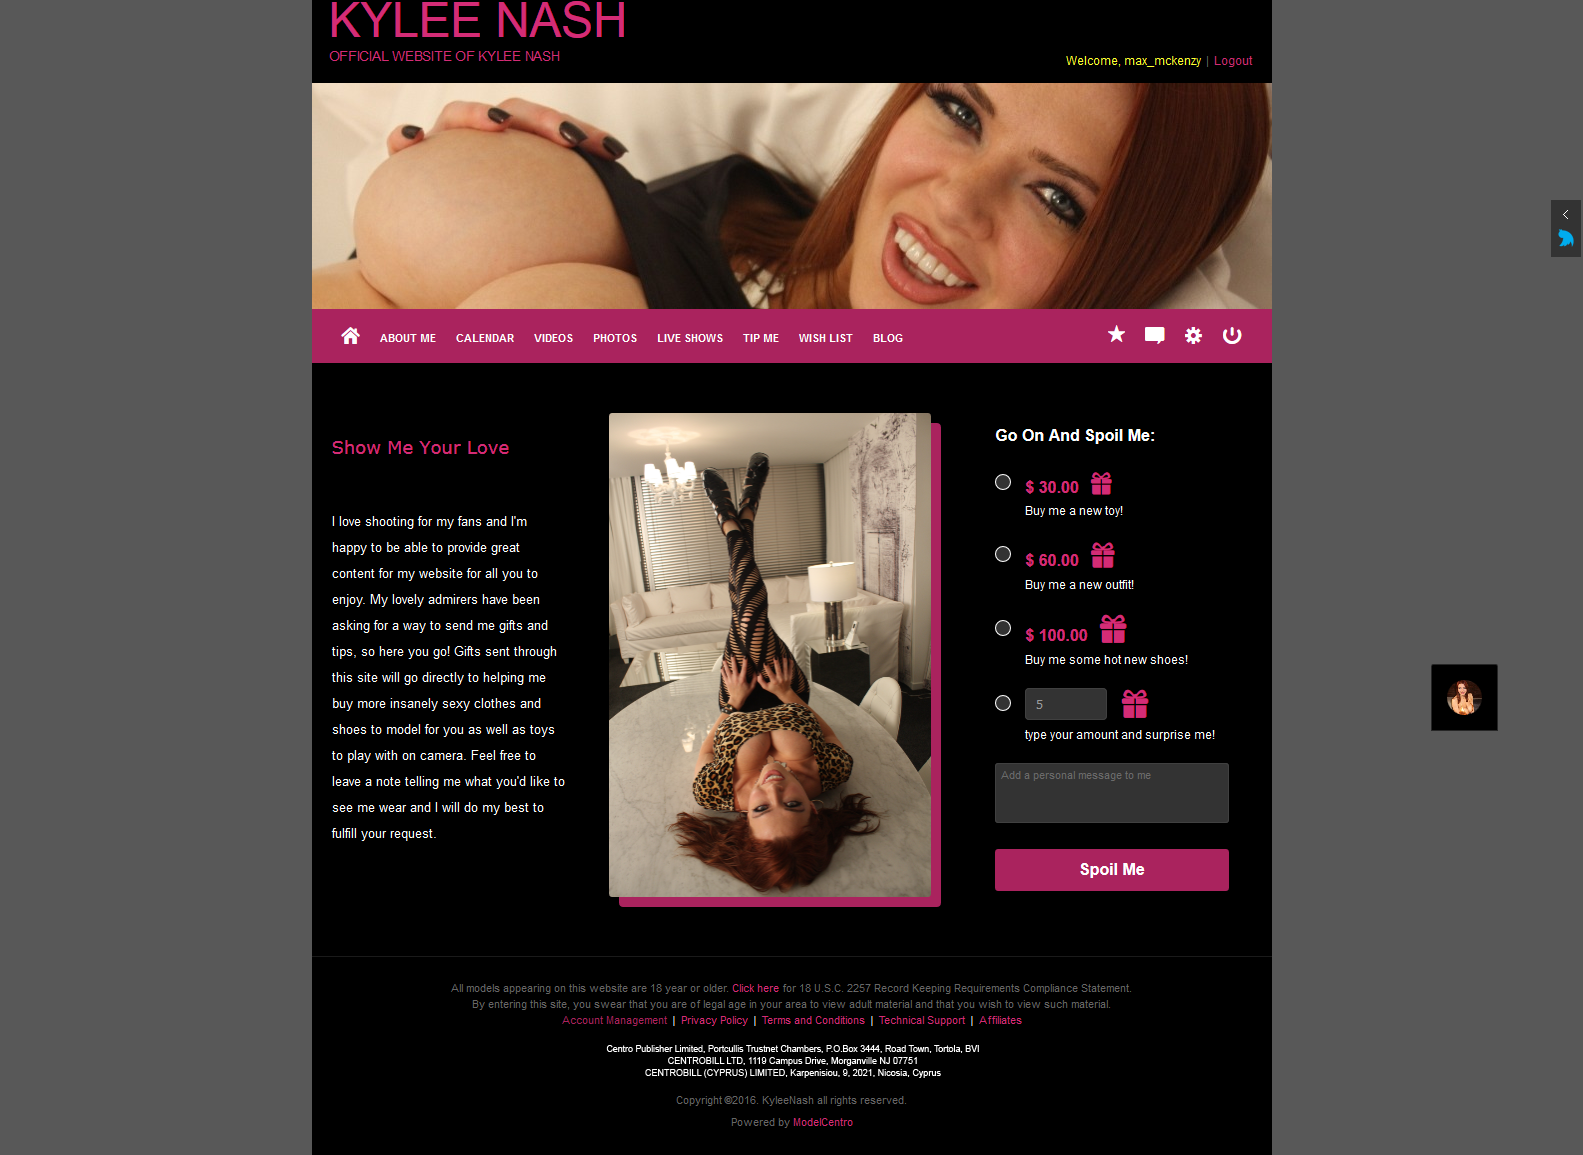 KYLEE NASH
OFFICIAL WEBSITE OF KYLEE NASH
Welcome, max_mckenzy | Logout
ABOUT ME CALENDAR VIDEOS PHOTOS LIVE SHOWS TIP ME WISH LIST BLOG
Show Me Your Love
I love shooting for my fans and I'm
happy to be able to provide great
content for my website for all you to
enjoy. My lovely admirers have been
asking for a way to send me gifts and
tips, so here you go! Gifts sent through
this site will go directly to helping me
buy more insanely sexy clothes and
shoes to model for you as well as toys
to play with on camera. Feel free to
leave a note telling me what you'd like to
see me wear and I will do my best to
fulfill your request.
Go On And Spoil Me:
$ 30.00
Buy me a new toy!
$ 60.00
Buy me a new outfit!
$ 100.00
Buy me some hot new shoes!
5
type your amount and surprise me!
Add a personal message to me
Spoil Me
All models appearing on this website are 18 year or older. Click here for 18 U.S.C. 2257 Record Keeping Requirements Compliance Statement.
By entering this site, you swear that you are of legal age in your area to view adult material and that you wish to view such material.
Account Management | Privacy Policy | Terms and Conditions | Technical Support | Affiliates
Centro Publisher Limited, Portcullis Trustnet Chambers, P.O.Box 3444, Road Town, Tortola, BVI
CENTROBILL LTD, 1119 Campus Drive, Morganville NJ 07751
CENTROBILL (CYPRUS) LIMITED, Karpenisiou, 9, 2021, Nicosia, Cyprus
Copyright ©2016. KyleeNash all rights reserved.
Powered by ModelCentro